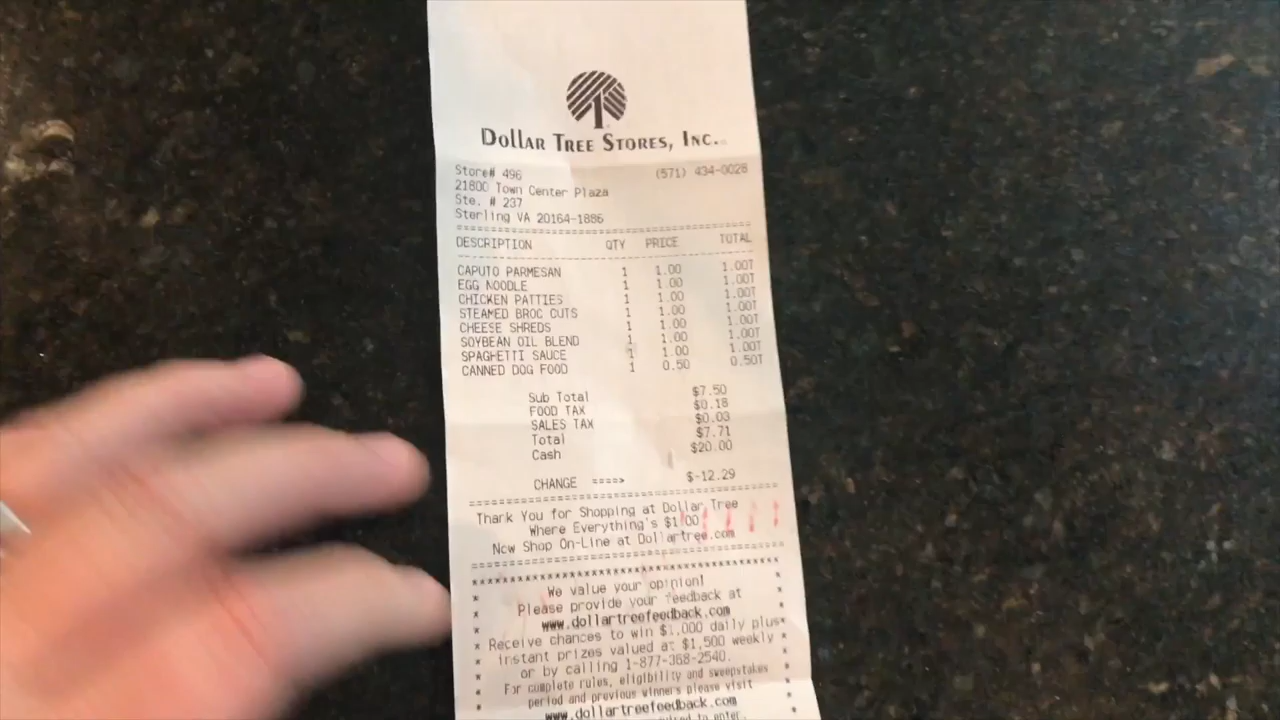 DOLLAR TREE STORES, INC.
Store# 496 (571) 434-0028
21800 Town Center Plaza
Ste. # 237
Sterling VA 20164-1886
DESCRIPTION QTY PRICE TOTAL
CAPUTO PARMESAN 1 1.00 1.00T
EGG NOODLE 1 1.00 1.00T
CHICKEN PATTIES 1 1.00 1.00T
STEAMED BROC CUTS 1 1.00 1.00T
CHEESE SHREDS 1 1.00 1.00T
SOYBEAN OIL BLEND 1 1.00 1.00T
SPAGHETTI SAUCE 1 1.00 1.00T
CANNED DOG FOOD 1 0.50 0.50T
Sub Total $7.50
FOOD TAX $0.18
SALES TAX $0.03
Total $7.71
Cash $20.00
CHANGE ====> $-12.29
Thank You for Shopping at Dollar Tree
Where Everything's $1.00
Now Shop On-Line at Dollartree.com
We value your opinion!
Please provide your feedback at
www.dollartreefeedback.com
Receive chances to win $1,000 daily plus
instant prizes valued at $1,500 weekly
or by calling 1-877-368-2540.
For complete rules, eligibility and sweepstakes
period and previous winners please visit
www.dollartreefeedback.com
to enter.